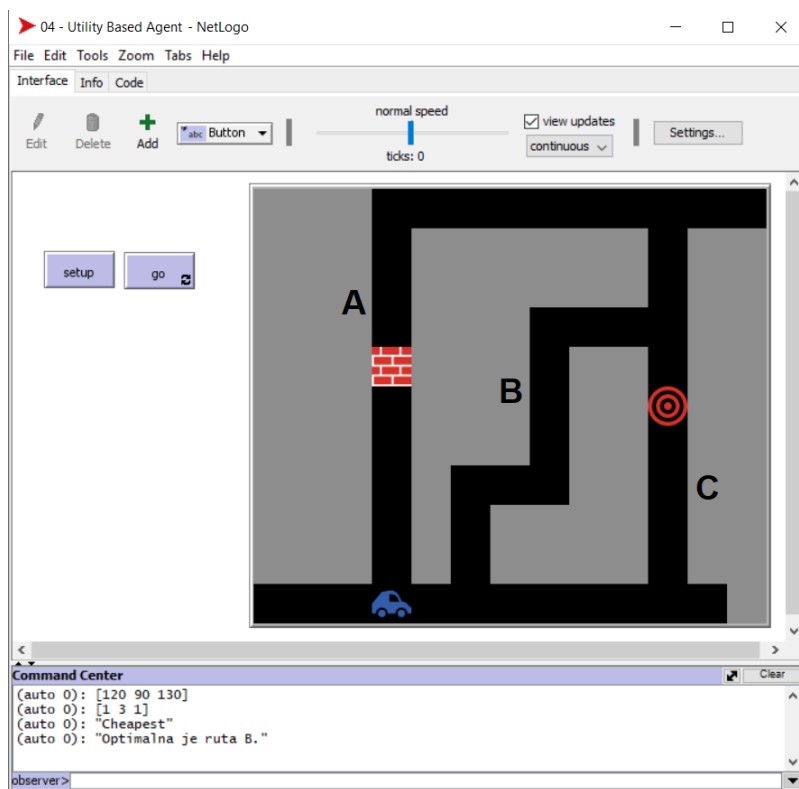 04 - Utility Based Agent - NetLogo
File Edit Tools Zoom Tabs Help
Interface Info Code
Edit Delete Add abc Button normal speed ticks: 0 view updates continuous Settings...
setup go
A
B
C
Command Center Clear
(auto 0): [120 90 130]
(auto 0): [1 3 1]
(auto 0): "Cheapest"
(auto 0): "Optimalna je ruta B."
observer>